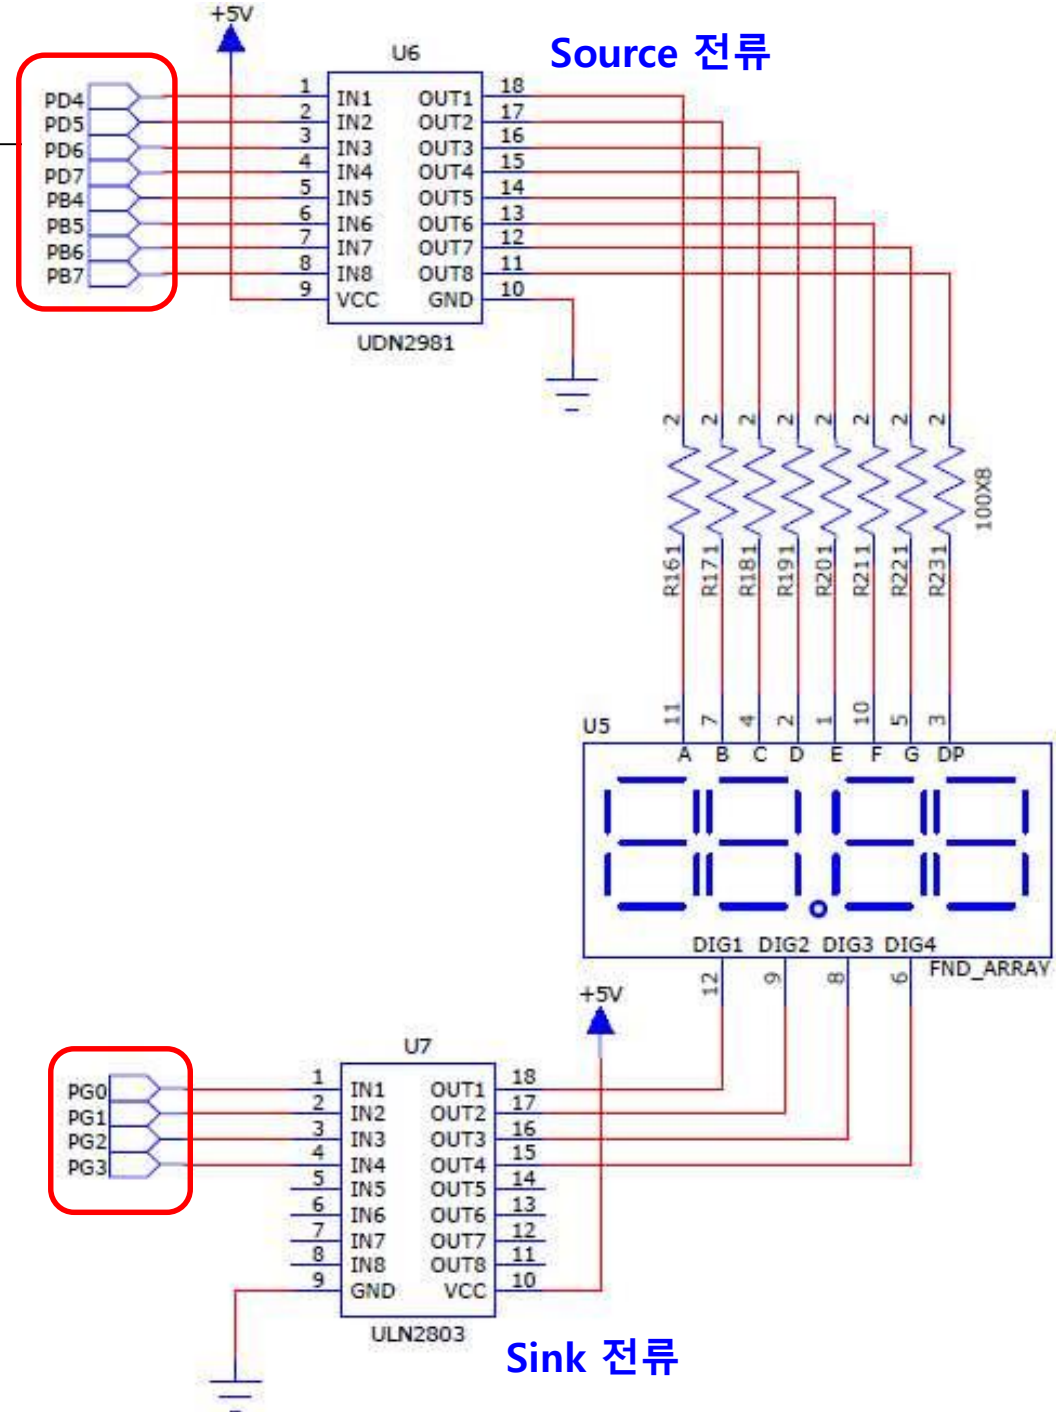 +5V
Source 전류
U6
PD4
PD5
PD6
PD7
PB4
PB5
PB6
PB7
1 IN1 OUT1 18
2 IN2 OUT2 17
3 IN3 OUT3 16
4 IN4 OUT4 15
5 IN5 OUT5 14
6 IN6 OUT6 13
7 IN7 OUT7 12
8 IN8 OUT8 11
9 VCC GND 10
UDN2981
2 2 2 2 2 2 2 2
100X8
R161 R171 R181 R191 R201 R211 R221 R231
11 7 4 2 1 10 5 3
U5
A B C D E F G DP
DIG1 DIG2 DIG3 DIG4
FND_ARRAY
12 9 8 6
+5V
U7
PG0
PG1
PG2
PG3
1 IN1 OUT1 18
2 IN2 OUT2 17
3 IN3 OUT3 16
4 IN4 OUT4 15
5 IN5 OUT5 14
6 IN6 OUT6 13
7 IN7 OUT7 12
8 IN8 OUT8 11
9 GND VCC 10
ULN2803
Sink 전류